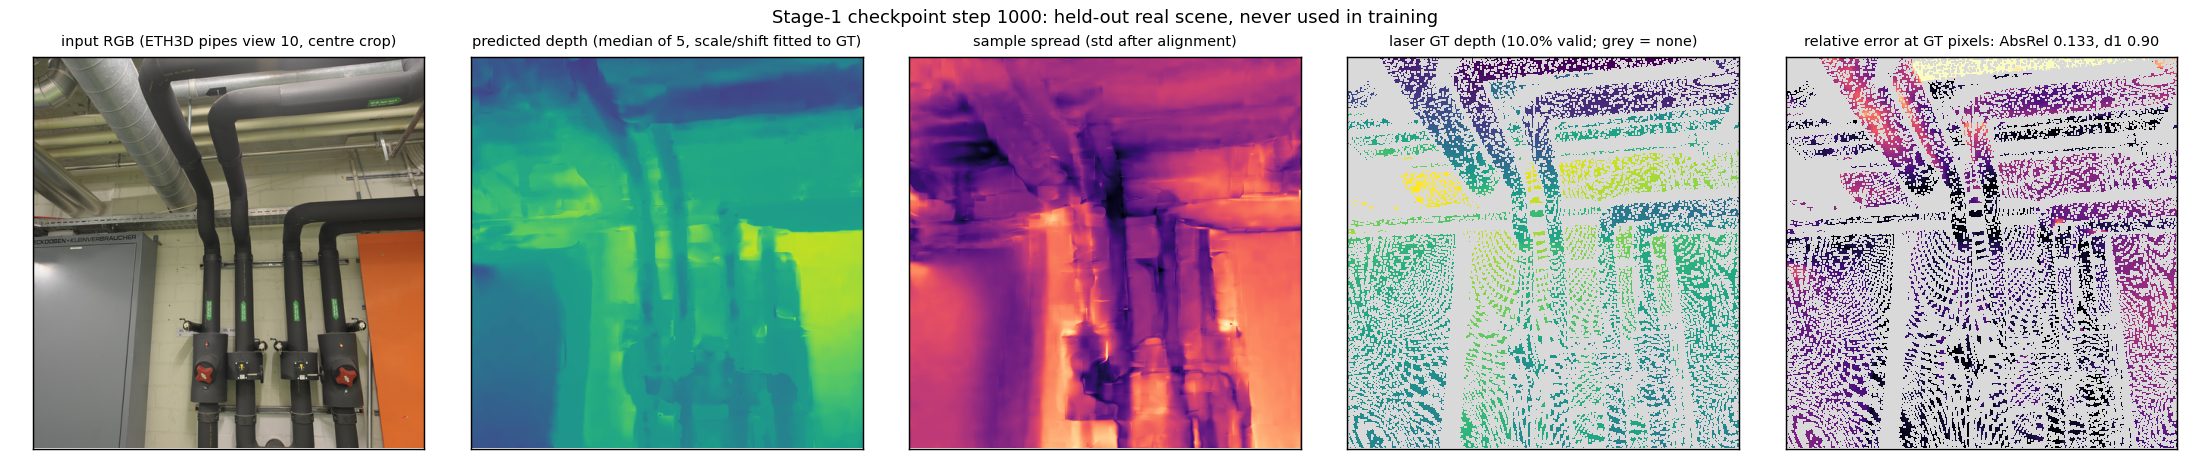 Stage-1 checkpoint step 1000: held-out real scene, never used in training
input RGB (ETH3D pipes view 10, centre crop)
predicted depth (median of 5, scale/shift fitted to GT)
sample spread (std after alignment)
laser GT depth (10.0% valid; grey = none)
relative error at GT pixels: AbsRel 0.133, d1 0.90